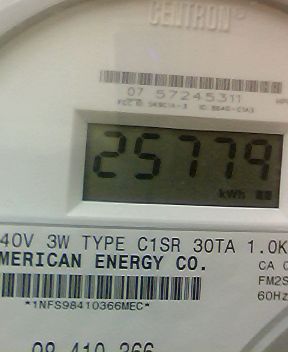 CENTRON
07 57245311
25779
kWh
40V 3W TYPE C1SR 30TA 1.0K
MERICAN ENERGY CO.
CA 0
FM2S
60Hz
*1NFS98410366MEC*
98 410 366